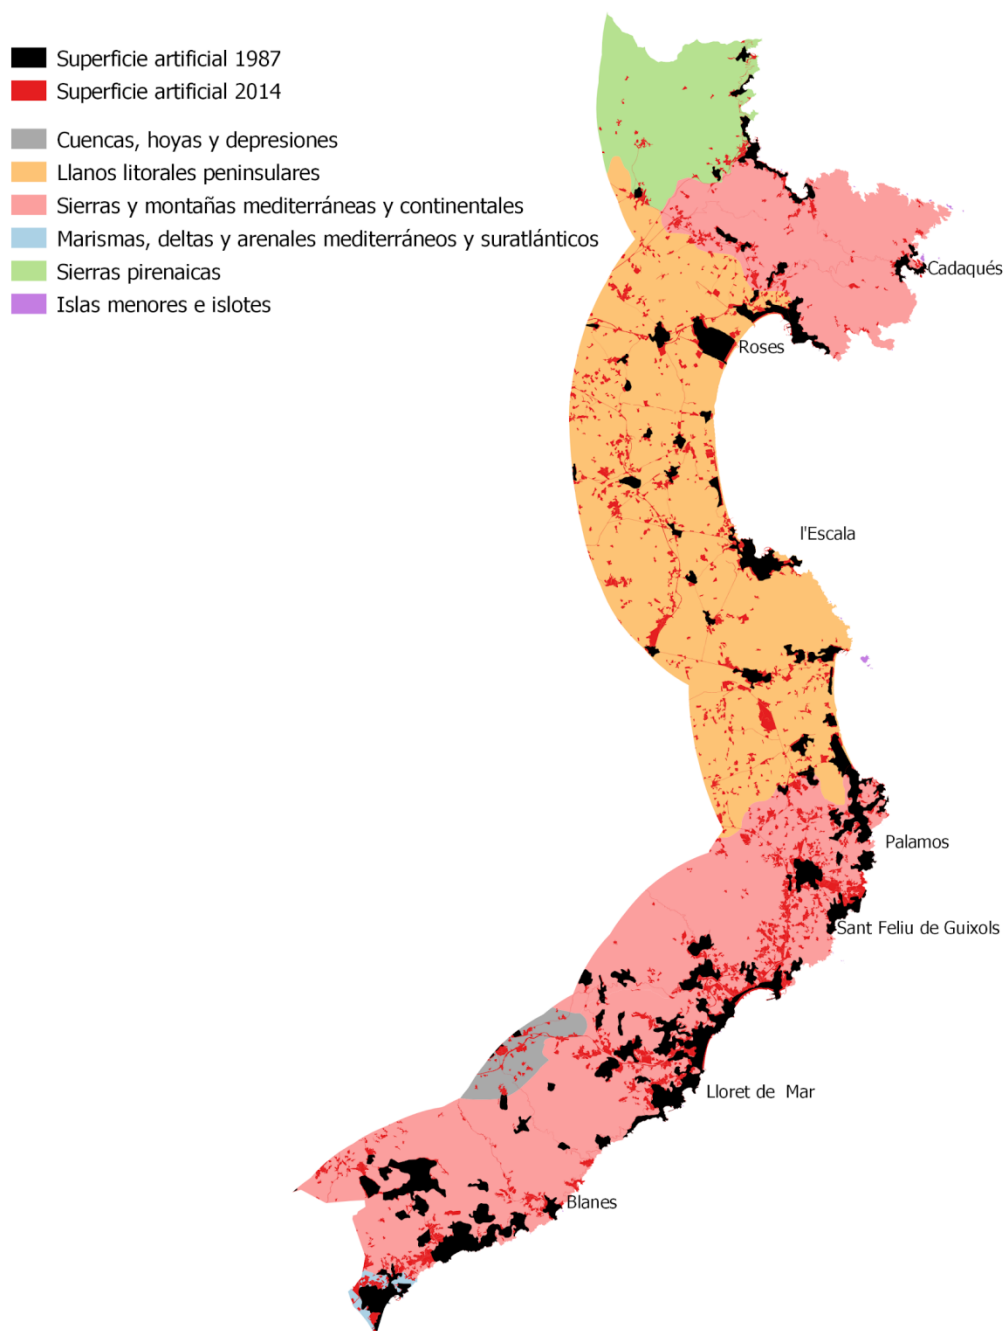 Superficie artificial 1987
Superficie artificial 2014
Cuencas, hoyas y depresiones
Llanos litorales peninsulares
Sierras y montañas mediterráneas y continentales
Marismas, deltas y arenales mediterráneos y suratlánticos
Sierras pirenaicas
Islas menores e islotes
Cadaqués
Roses
l'Escala
Palamos
Sant Feliu de Guixols
Lloret de Mar
Blanes